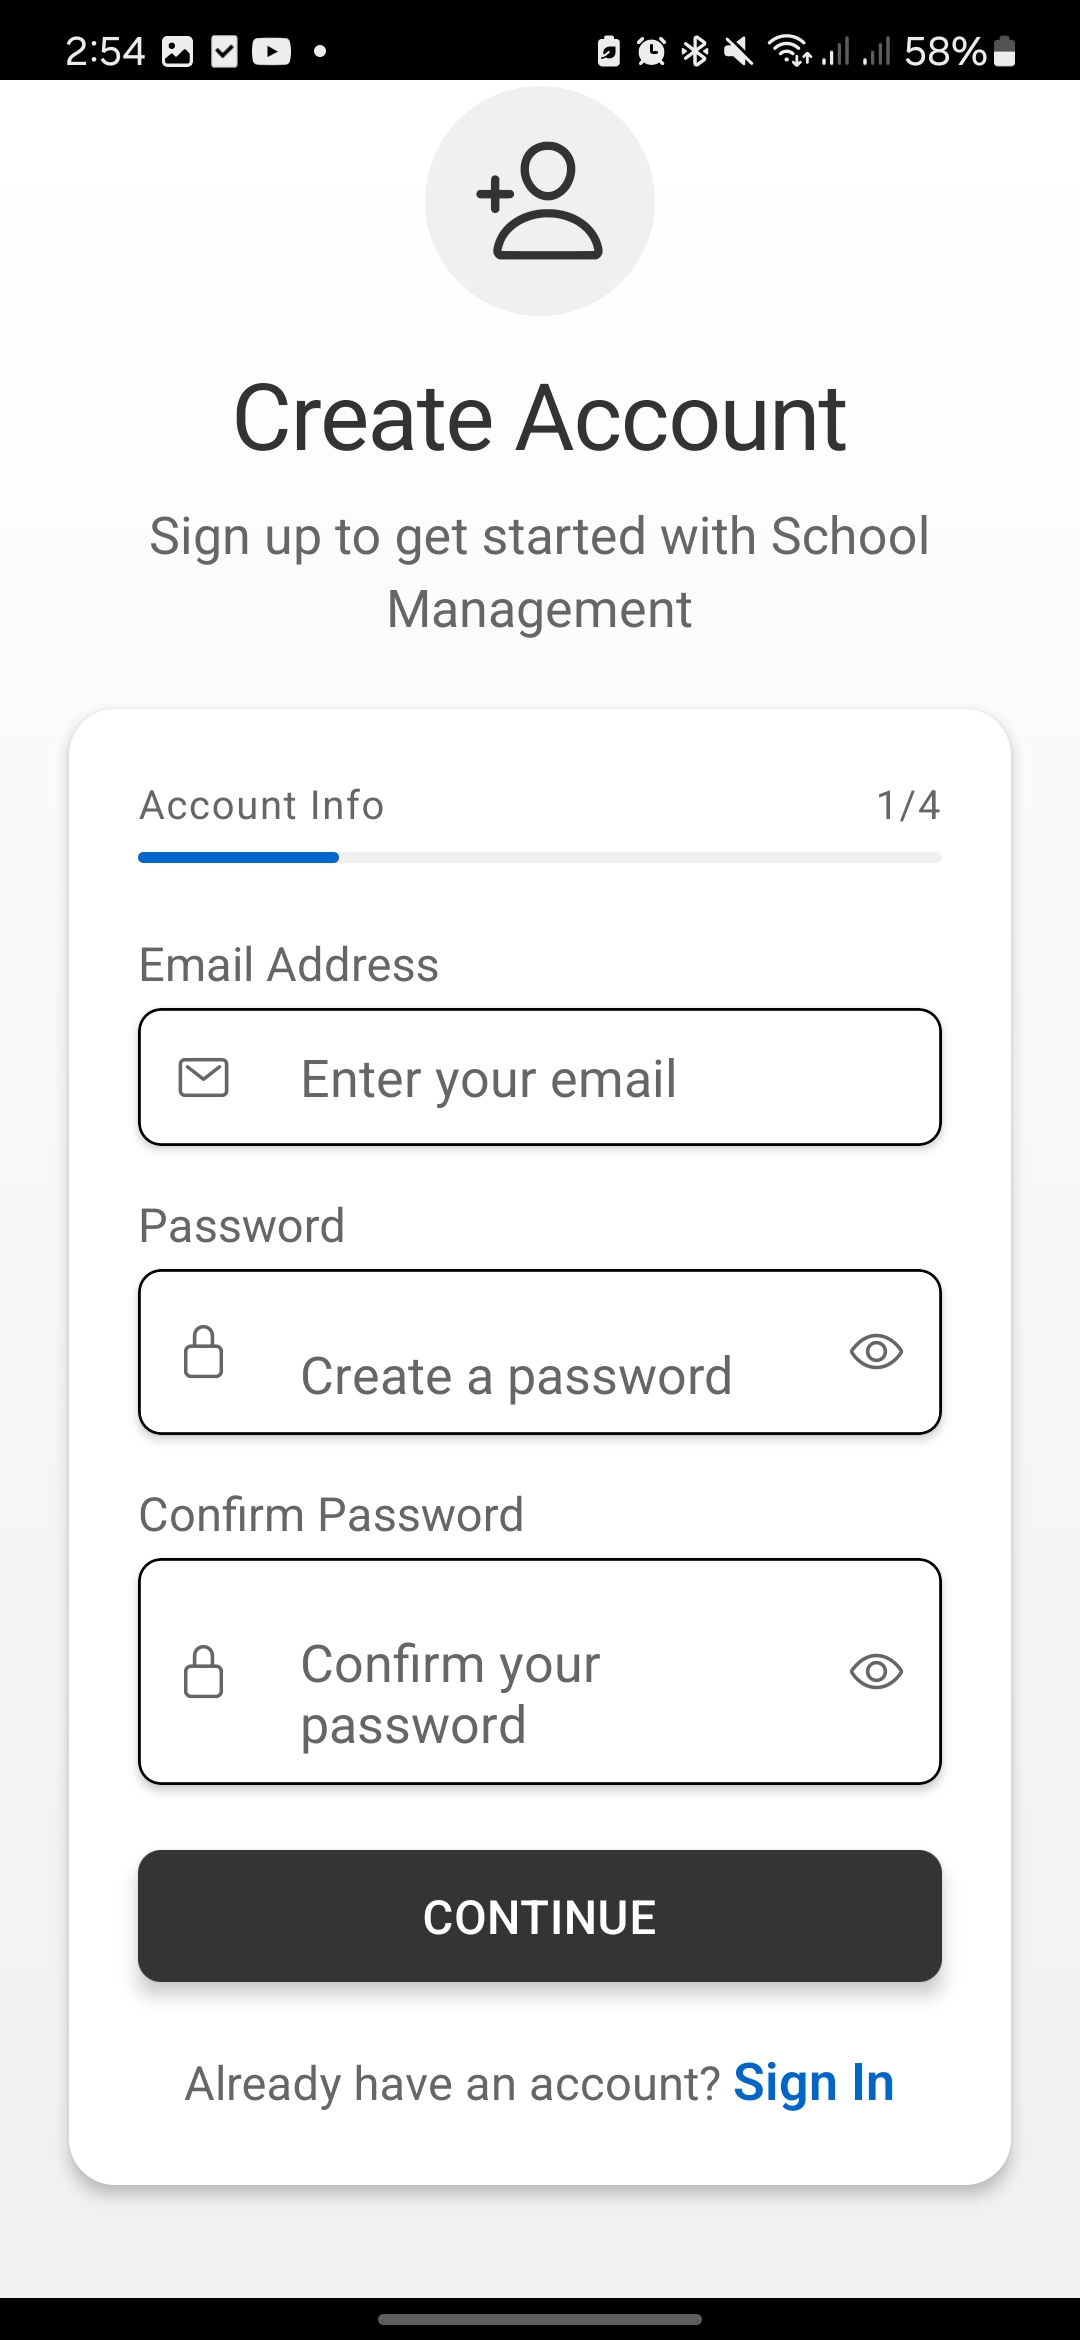 2:54
58%
Create Account
Sign up to get started with School
Management
Account Info
1/4
Email Address
Enter your email
Password
Create a password
Confirm Password
Confirm your
password
CONTINUE
Already have an account? Sign In